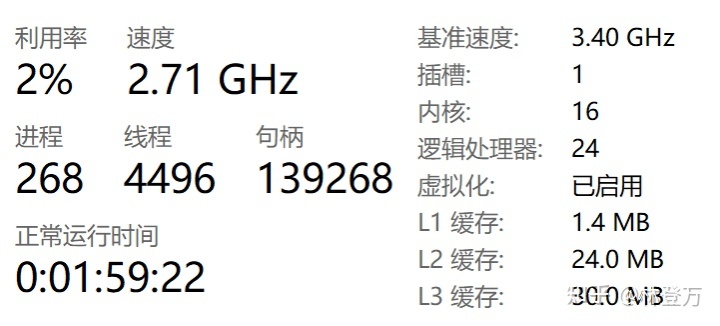 利用率 速度
2% 2.71 GHz
进程 线程 句柄
268 4496 139268
正常运行时间
0:01:59:22
基准速度: 3.40 GHz
插槽: 1
内核: 16
逻辑处理器: 24
虚拟化: 已启用
L1 缓存: 1.4 MB
L2 缓存: 24.0 MB
L3 缓存: 30.0 MB